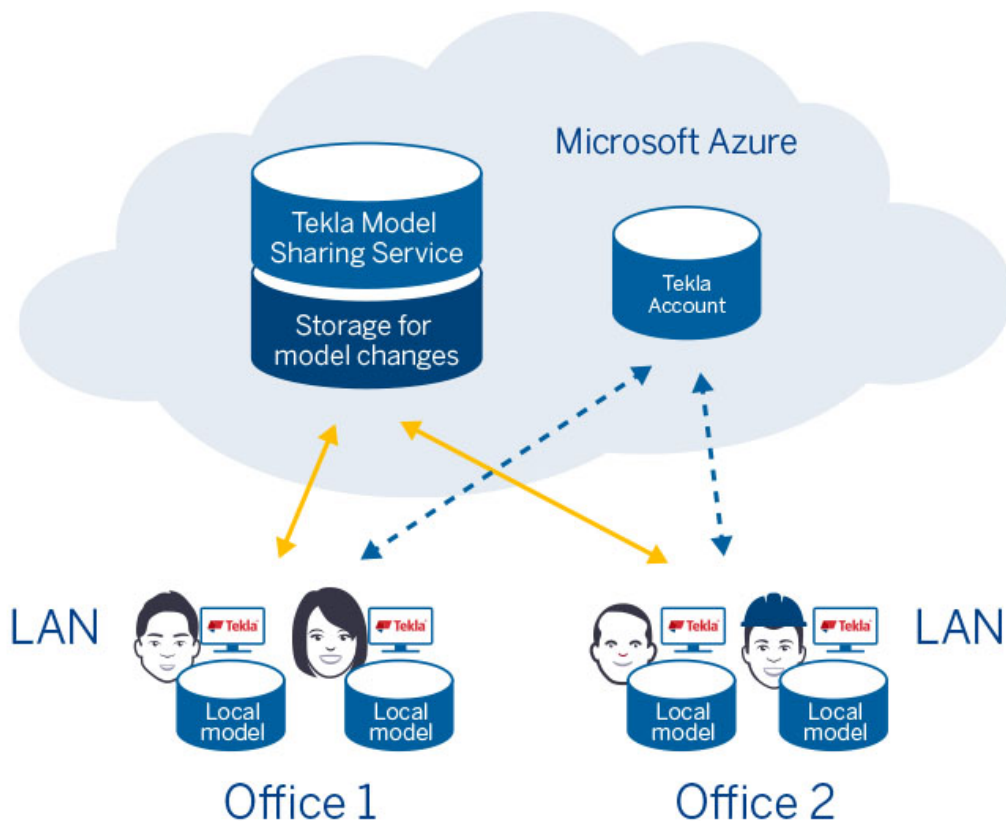 Microsoft Azure
Tekla Model
Sharing Service
Storage for
model changes
Tekla
Account
LAN
Tekla
Tekla
Tekla
Tekla
LAN
Local
model
Local
model
Local
model
Local
model
Office 1
Office 2